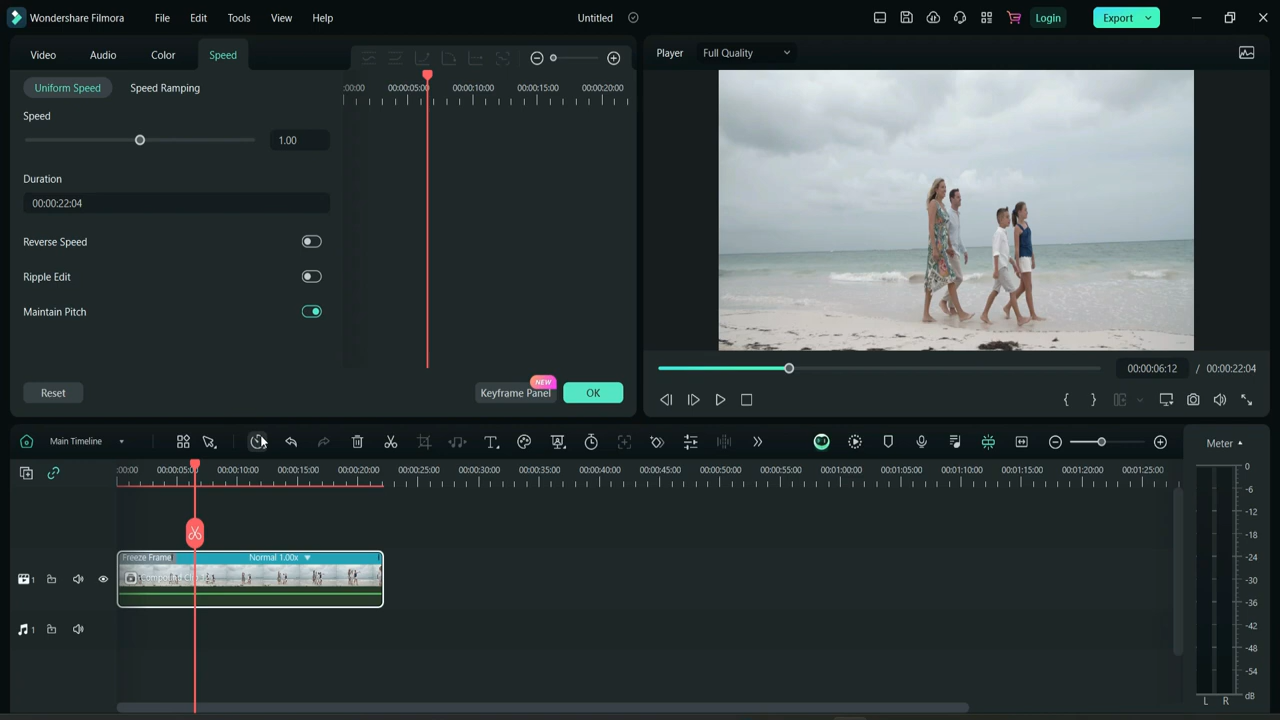 Wondershare Filmora File Edit Tools View Help Untitled Login Export
Video Audio Color Speed
Player Full Quality
Uniform Speed Speed Ramping
:00:00 00:00:05:00 00:00:10:00 00:00:15:00 00:00:20:00
Speed
1.00
Duration
00:00:22:04
Reverse Speed
Ripple Edit
Maintain Pitch
00:00:06:12 / 00:00:22:04
NEW
Reset Keyframe Panel OK
Main Timeline Meter
:00:00 00:00:05:00 00:00:10:00 00:00:15:00 00:00:20:00 00:00:25:00 00:00:30:00 00:00:35:00 00:00:40:00 00:00:45:00 00:00:50:00 00:00:55:00 00:01:00:00 00:01:05:00 00:01:10:00 00:01:15:00 00:01:20:00 00:01:25:00
0
-6
-12
-18
-24
-30
-36
-42
-48
-54
dB
Freeze Frame Normal 1.00x
1
1
L R